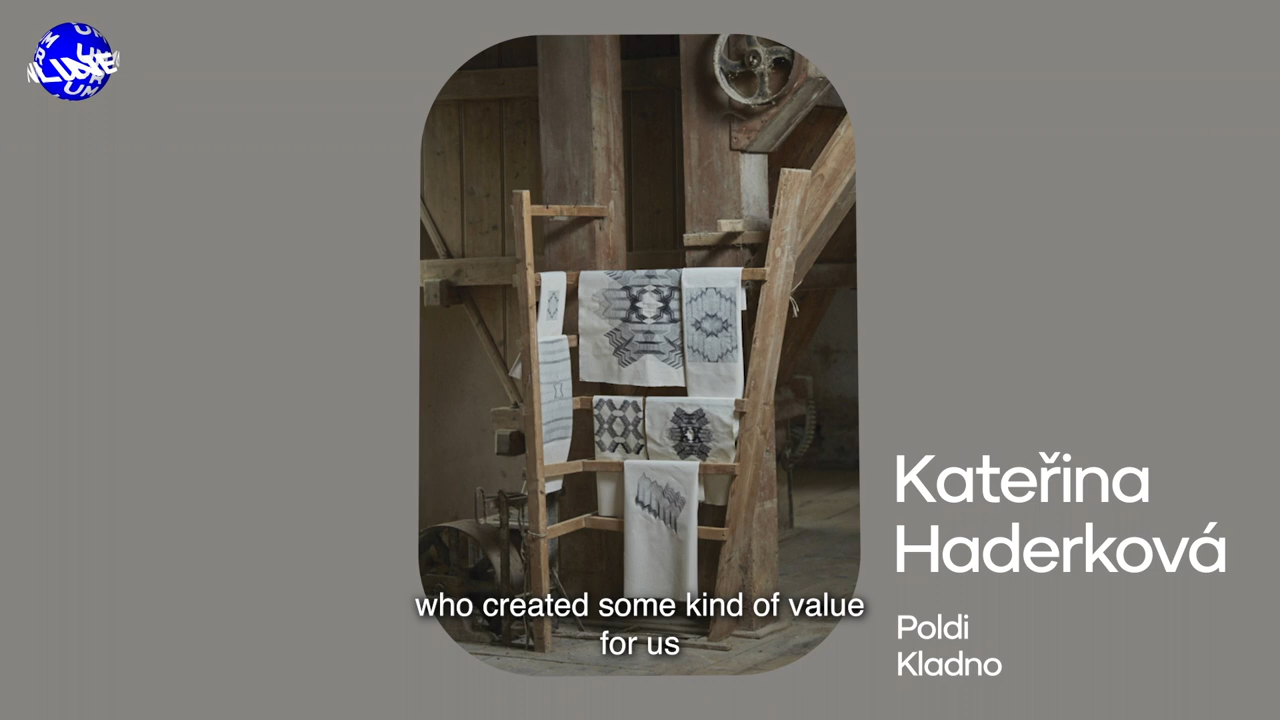 Kateřina
Haderková
Poldi
Kladno
who created some kind of value
for us